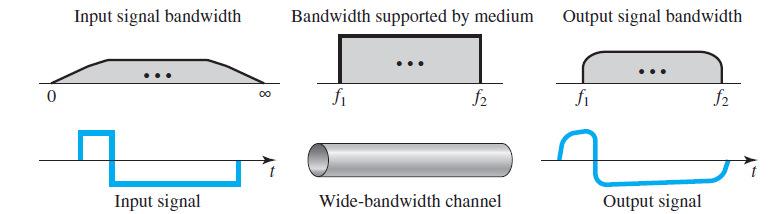 Input signal bandwidth
Bandwidth supported by medium
Output signal bandwidth
0
∞
f1
f2
f1
f2
t
t
Input signal
Wide-bandwidth channel
Output signal